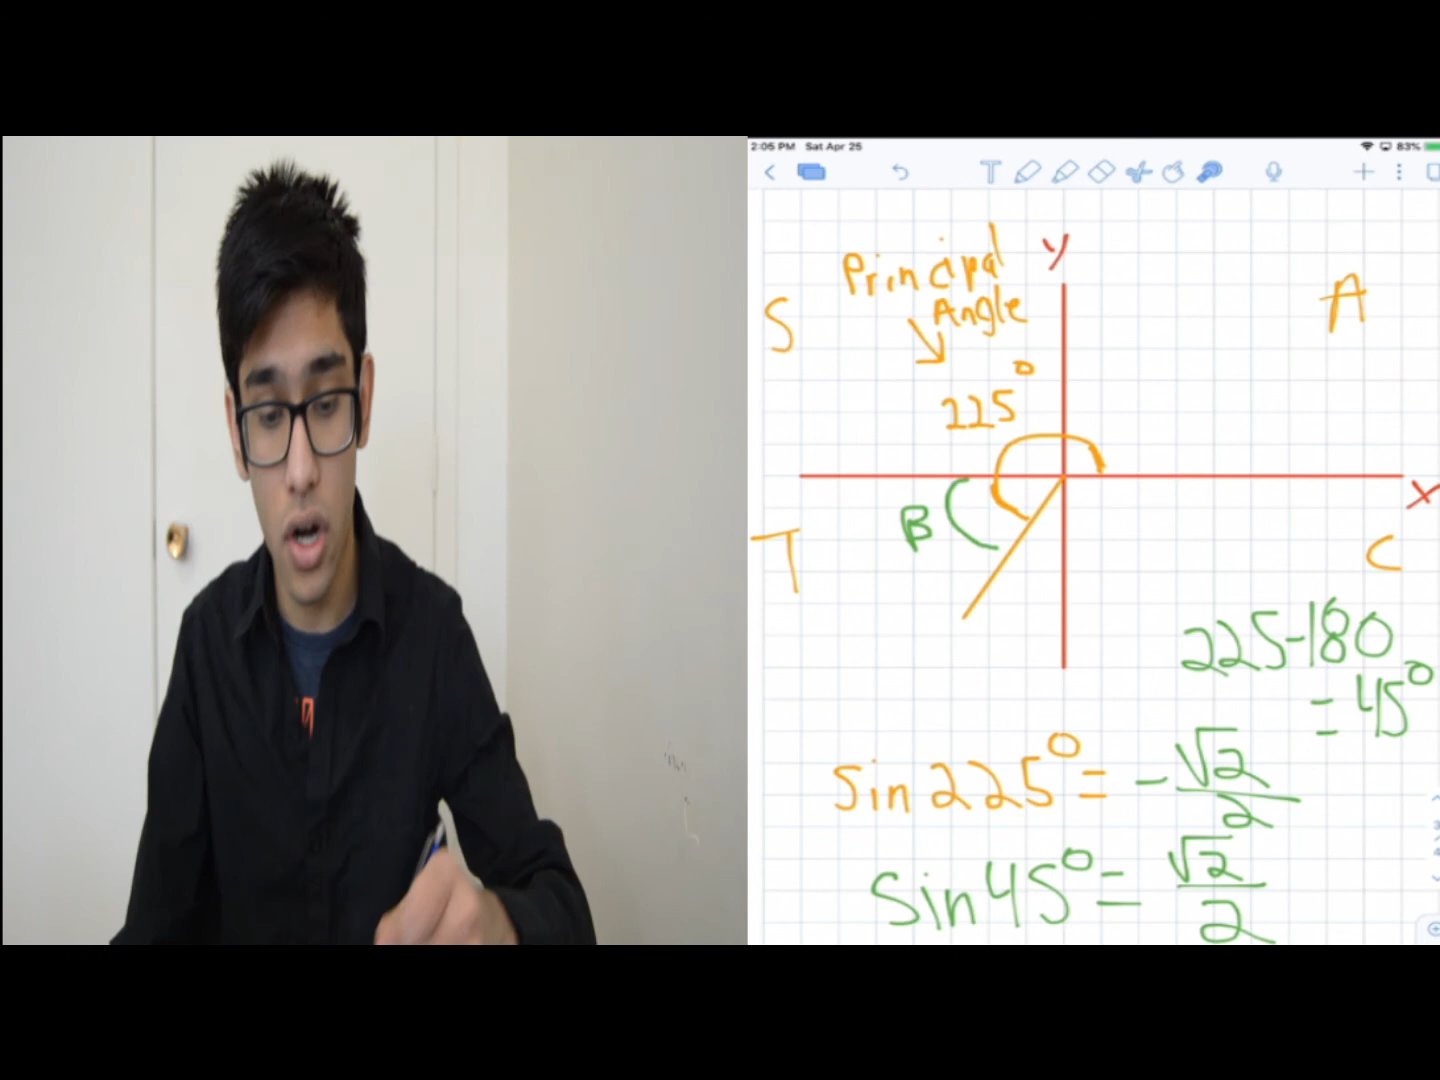 2:05 PM Sat Apr 25
83%
T
y
Principal
Angle
S
A
225°
x
B
T
C
225-180
= 45°
sin 225° = -√2/2
sin 45° = √2/2